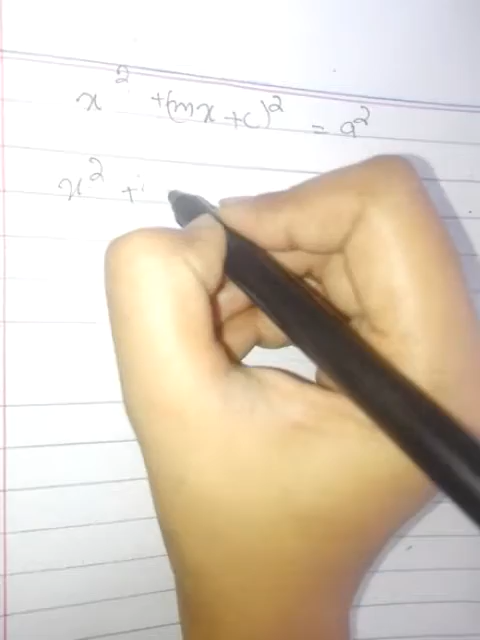 x² + (mx + c)² = a²
x² +